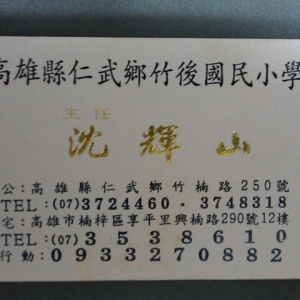 高雄縣仁武鄉竹後國民小學
主任
沈輝山
公:高雄縣仁武鄉竹楠路250號
TEL:(07)3724460·3748318
宅:高雄市楠梓區享平里興楠路290號12樓
TEL:(07)3538610
行動:0933270882